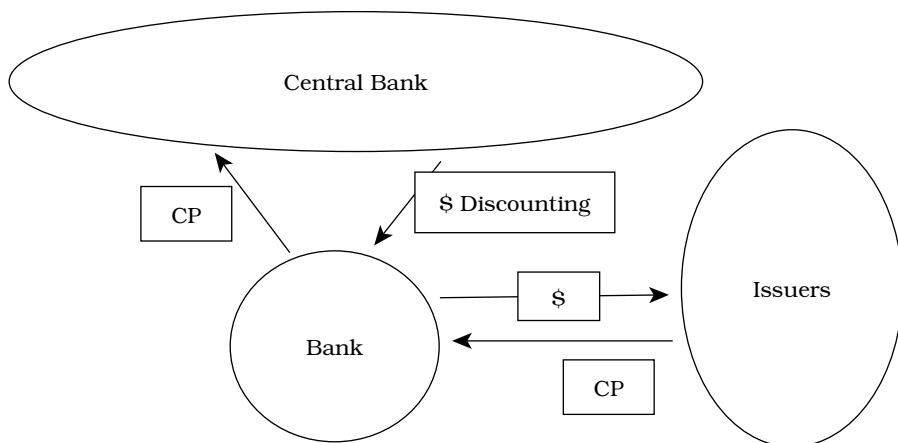 Central Bank
CP
$ Discounting
$
Issuers
Bank
CP